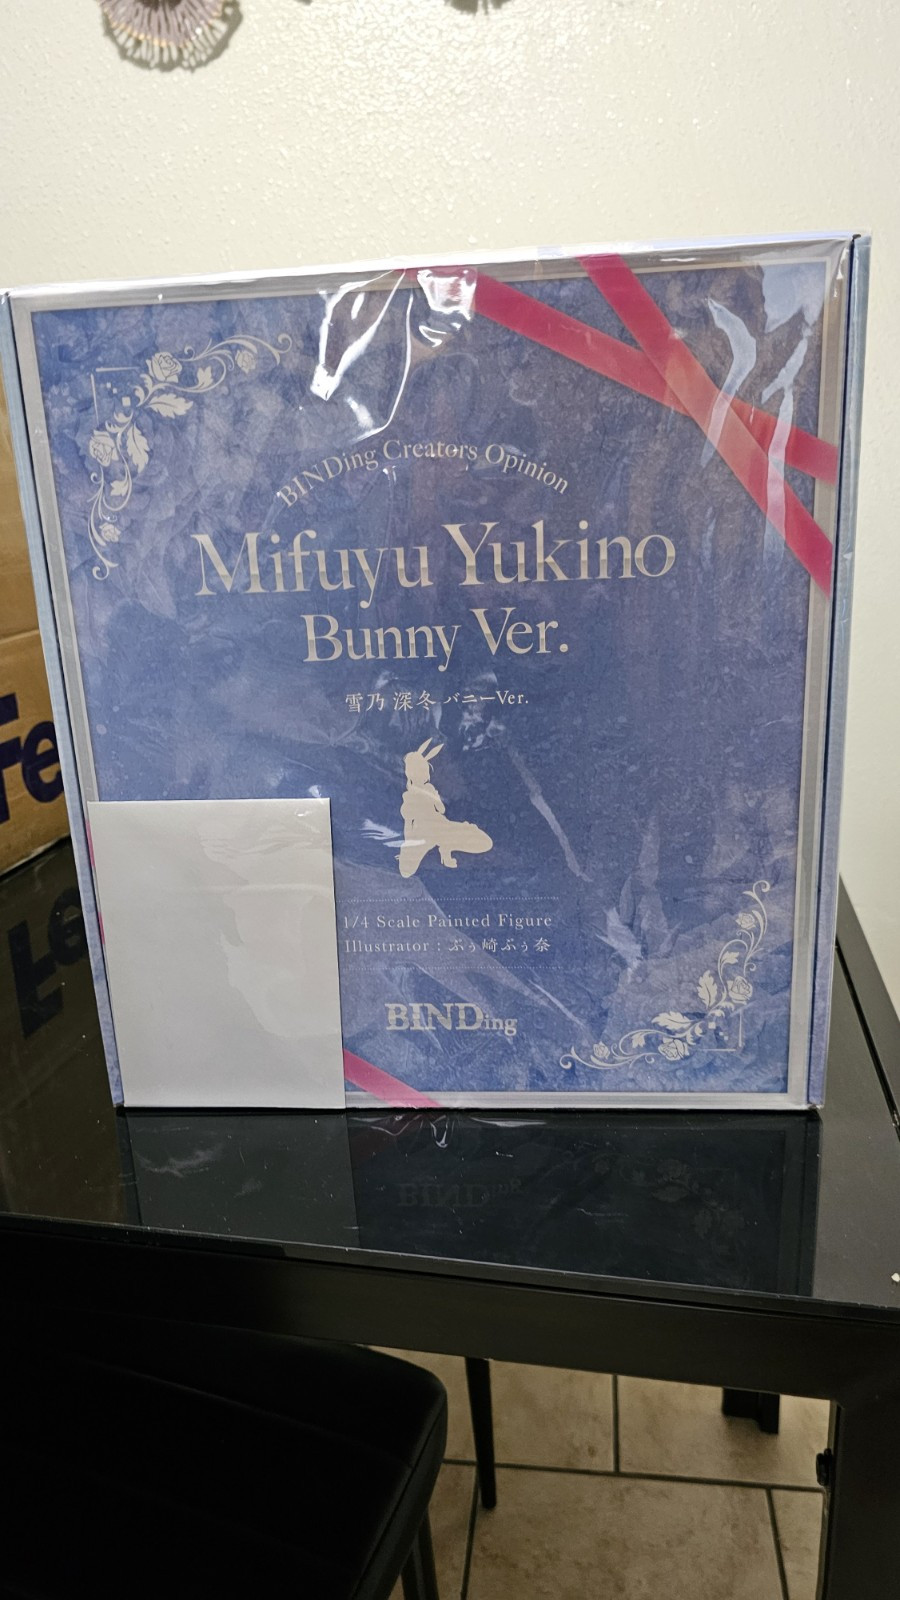 BINDing Creators Opinion
Mifuyu Yukino
Bunny Ver.
雪乃 深冬 バニーVer.
1/4 Scale Painted Figure
Illustrator : ぶぅ崎ぶぅ奈
BINDing
Fe